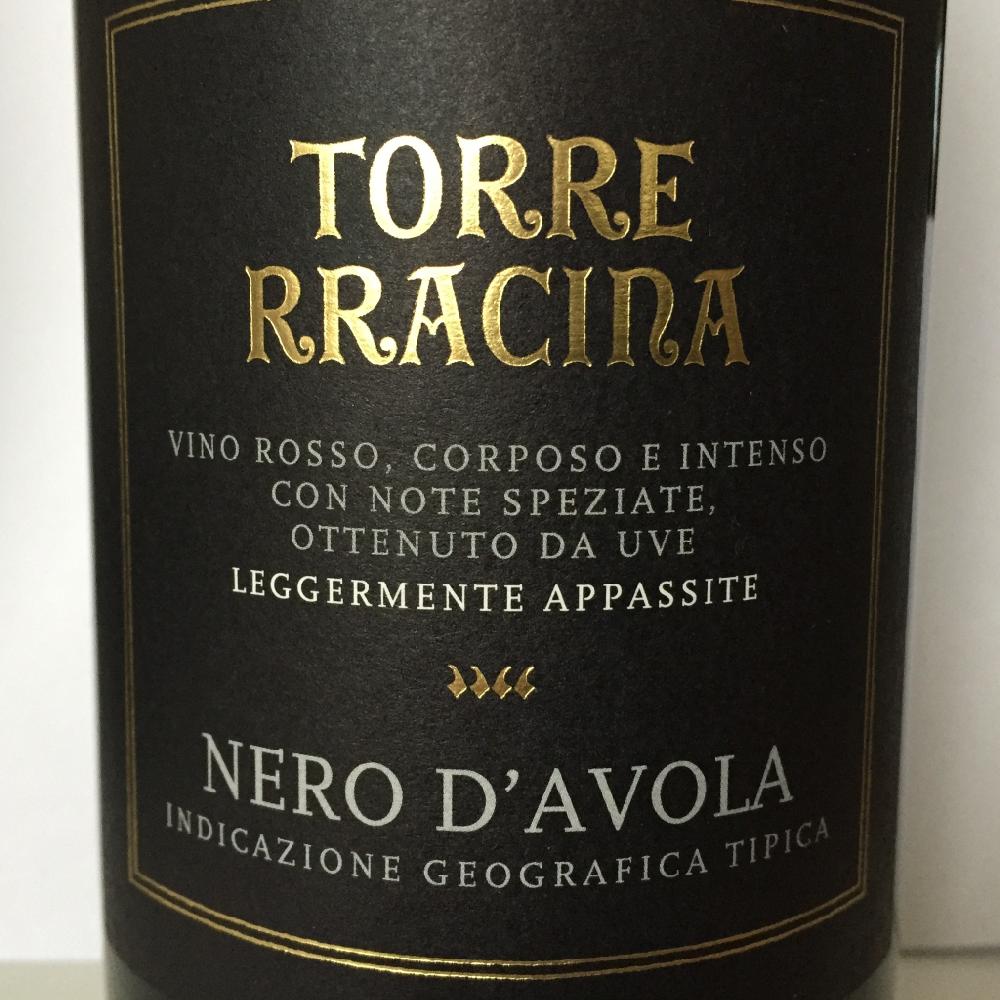 TORRE
RRACINA
VINO ROSSO, CORPOSO E INTENSO
CON NOTE SPEZIATE,
OTTENUTO DA UVE
LEGGERMENTE APPASSITE
NERO D'AVOLA
INDICAZIONE GEOGRAFICA TIPICA